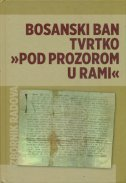 BOSANSKI BAN
TVRTKO
»POD PROZOROM
U RAMI«
ZBORNIK RADOVA